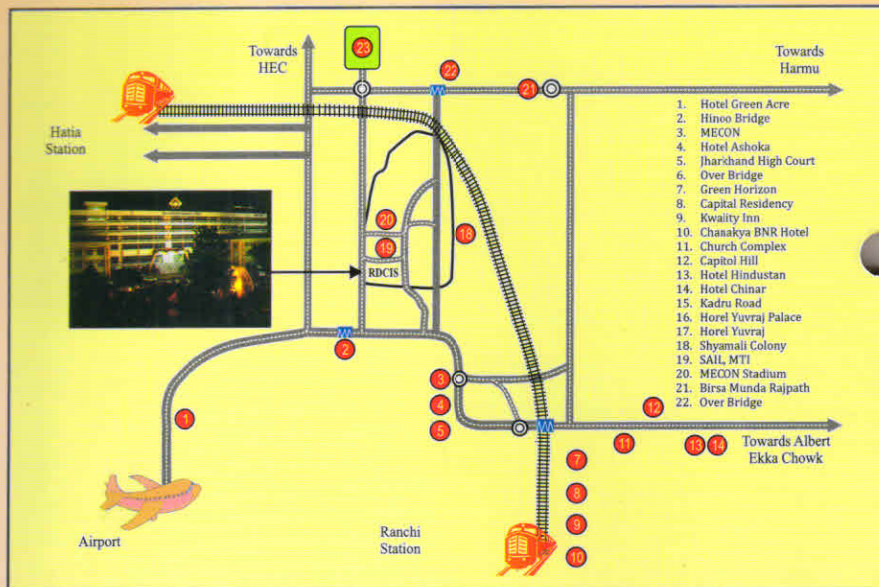 Towards
HEC
23
22
21
Towards
Harmu
Hatia
Station
20
19
18
RDCIS
2
3
4
5
1
12
11
13
14
Towards Albert
Ekka Chowk
7
8
9
10
Airport
Ranchi
Station
1. Hotel Green Acre
2. Hinoo Bridge
3. MECON
4. Hotel Ashoka
5. Jharkhand High Court
6. Over Bridge
7. Green Horizon
8. Capital Residency
9. Kwality Inn
10. Chanakya BNR Hotel
11. Church Complex
12. Capitol Hill
13. Hotel Hindustan
14. Hotel Chinar
15. Kadru Road
16. Horel Yuvraj Palace
17. Horel Yuvraj
18. Shyamali Colony
19. SAIL, MTI
20. MECON Stadium
21. Birsa Munda Rajpath
22. Over Bridge